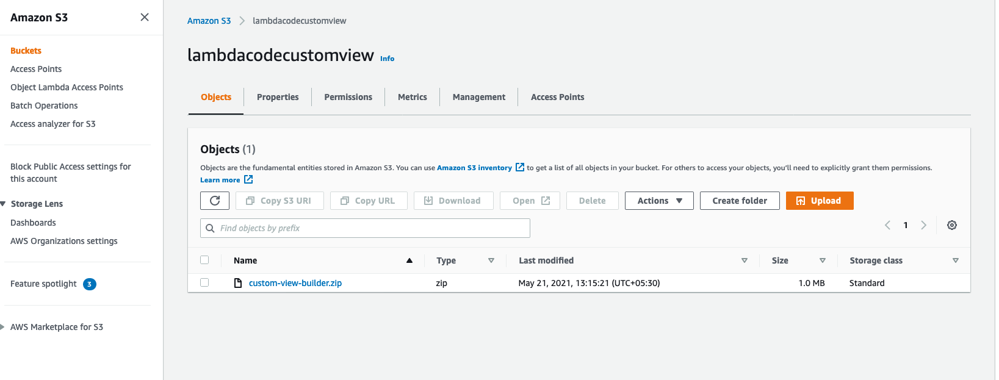 Amazon S3
Buckets
Access Points
Object Lambda Access Points
Batch Operations
Access analyzer for S3
Block Public Access settings for
this account
Storage Lens
Dashboards
AWS Organizations settings
Feature spotlight 3
AWS Marketplace for S3
Amazon S3 lambdacodecustomview
lambdacodecustomview Info
Objects Properties Permissions Metrics Management Access Points
Objects (1)
Objects are the fundamental entities stored in Amazon S3. You can use Amazon S3 inventory to get a list of all objects in your bucket. For others to access your objects, you'll need to explicitly grant them permissions.
Learn more
Copy S3 URI Copy URL Download Open Delete Actions Create folder Upload
Find objects by prefix 1
Name Type Last modified Size Storage class
custom-view-builder.zip zip May 21, 2021, 13:15:21 (UTC+05:30) 1.0 MB Standard